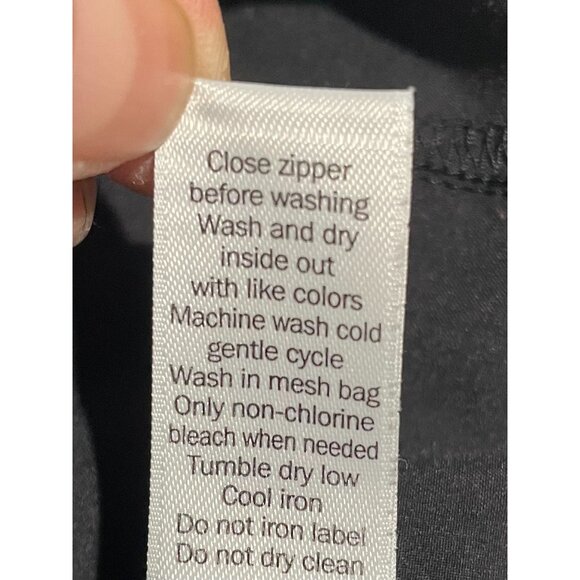 Close zipper
before washing
Wash and dry
inside out
with like colors
Machine wash cold
gentle cycle
Wash in mesh bag
Only non-chlorine
bleach when needed
Tumble dry low
Cool iron
Do not iron label
Do not dry clean